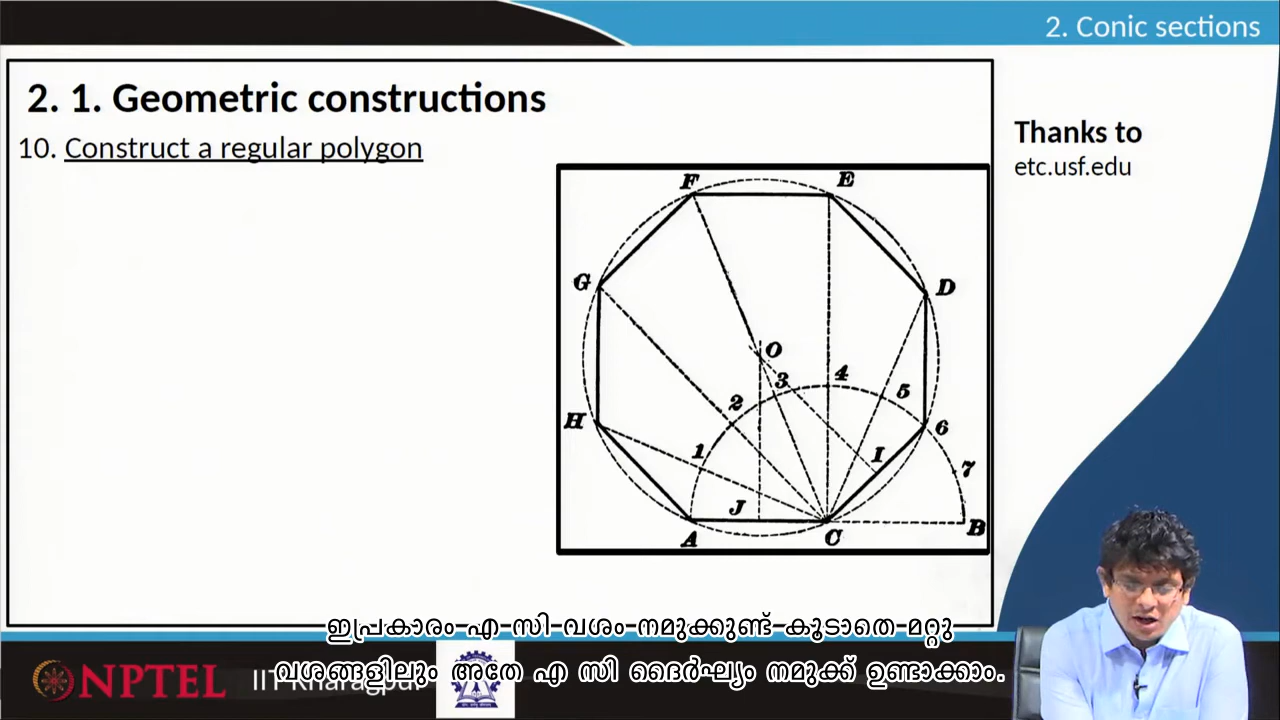 2. Conic sections
2. 1. Geometric constructions
10. Construct a regular polygon
Thanks to
etc.usf.edu
F
E
G
D
O
3
4
2
5
H
6
1
I
7
J
B
A
C
ഇപ്രകാരം എ സി വശം നമുക്കുണ്ട് കൂടാതെ മറ്റു
വശങ്ങളിലും അതേ എ സി ദൈർഘ്യം നമുക്ക് ഉണ്ടാക്കാം.
NPTEL
IIT Kharagpur